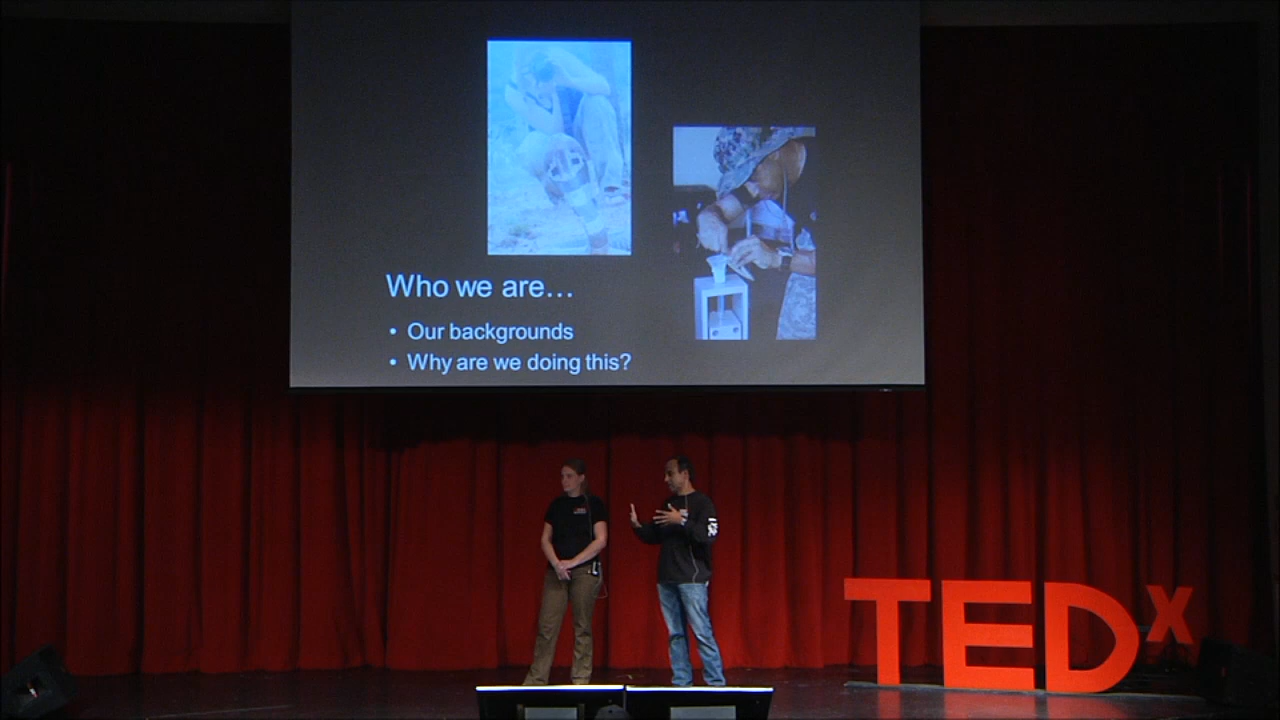 Who we are...
• Our backgrounds
• Why are we doing this?
TEDx